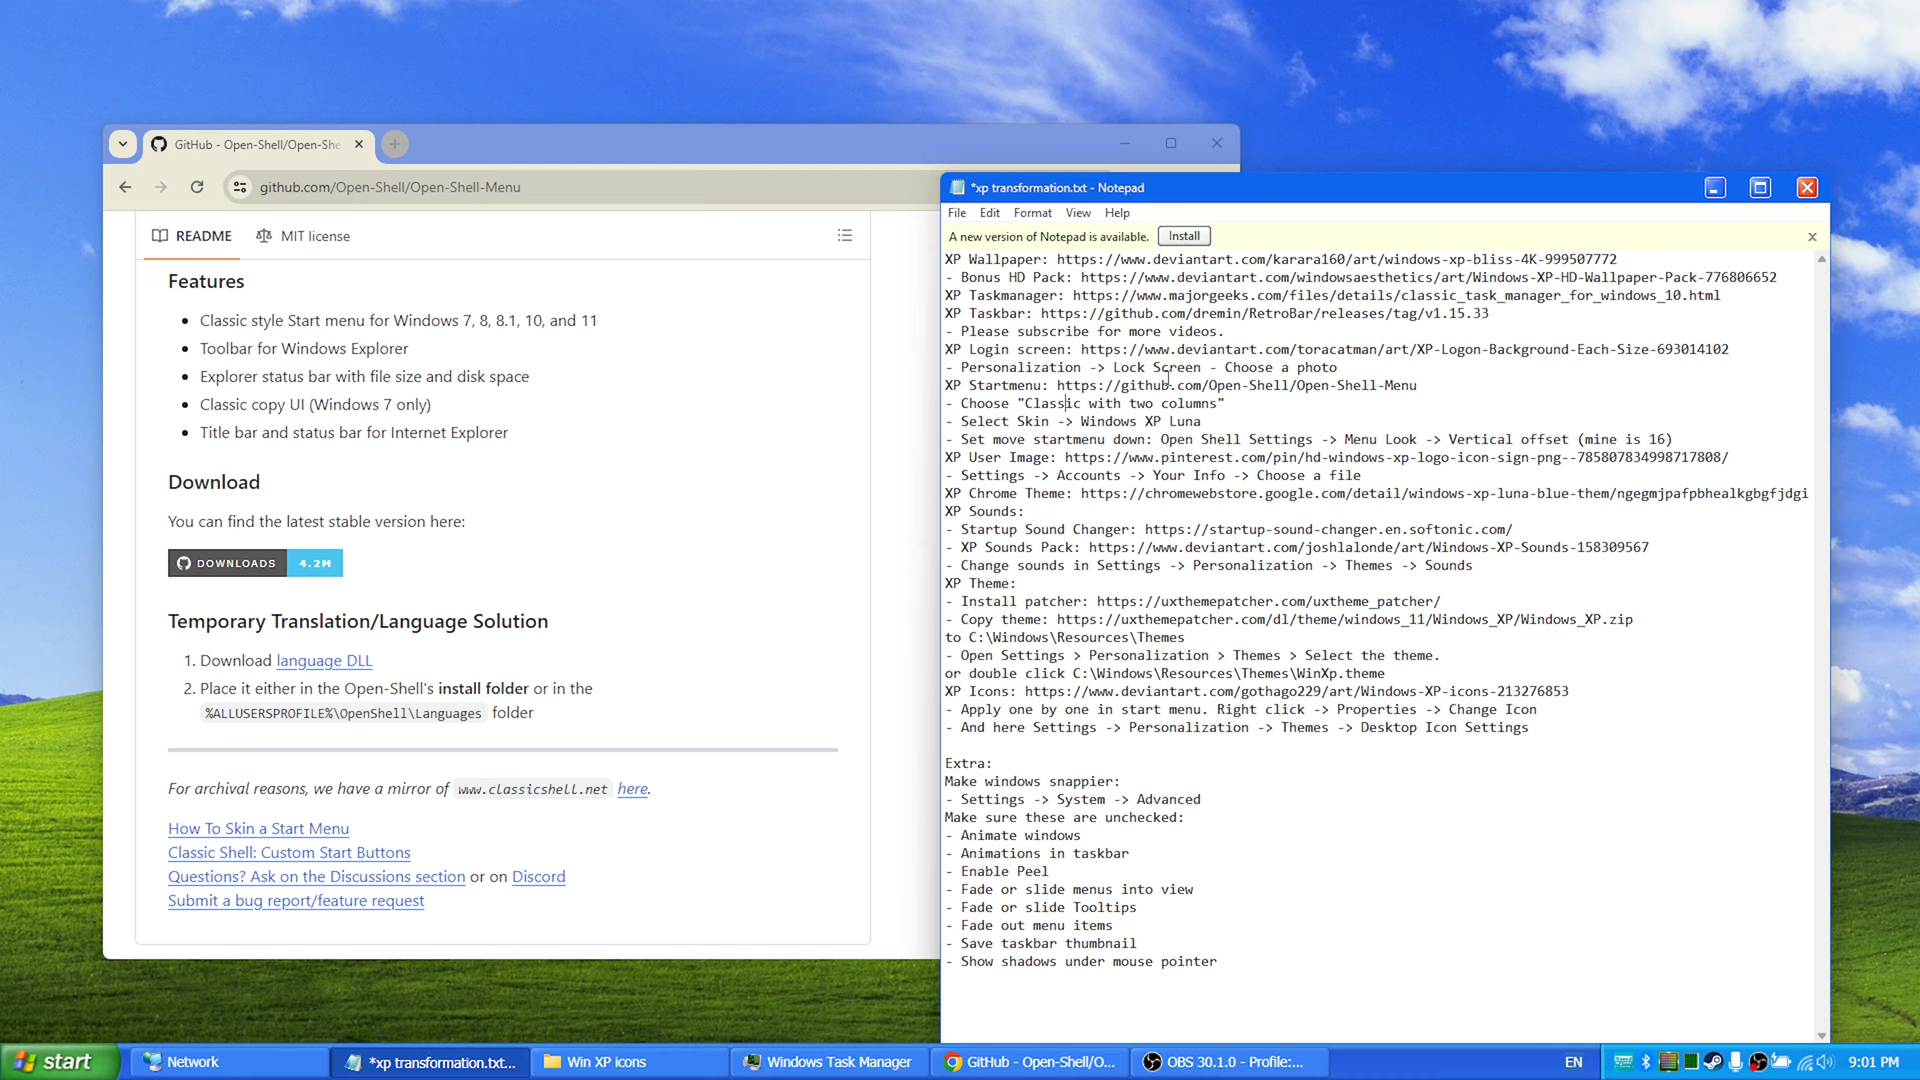 GitHub - Open-Shell/Open-She
github.com/Open-Shell/Open-Shell-Menu
README
MIT license
Features
Classic style Start menu for Windows 7, 8, 8.1, 10, and 11
Toolbar for Windows Explorer
Explorer status bar with file size and disk space
Classic copy UI (Windows 7 only)
Title bar and status bar for Internet Explorer
Download
You can find the latest stable version here:
DOWNLOADS 4.2M
Temporary Translation/Language Solution
1. Download language DLL
2. Place it either in the Open-Shell's install folder or in the
%ALLUSERSPROFILE%\OpenShell\Languages folder
For archival reasons, we have a mirror of www.classicshell.net here.
How To Skin a Start Menu
Classic Shell: Custom Start Buttons
Questions? Ask on the Discussions section or on Discord
Submit a bug report/feature request
*xp transformation.txt - Notepad
File Edit Format View Help
A new version of Notepad is available. Install
XP Wallpaper: https://www.deviantart.com/karara160/art/windows-xp-bliss-4K-999507772
- Bonus HD Pack: https://www.deviantart.com/windowsaesthetics/art/Windows-XP-HD-Wallpaper-Pack-776806652
XP Taskmanager: https://www.majorgeeks.com/files/details/classic_task_manager_for_windows_10.html
XP Taskbar: https://github.com/dremin/RetroBar/releases/tag/v1.15.33
- Please subscribe for more videos.
XP Login screen: https://www.deviantart.com/toracatman/art/XP-Logon-Background-Each-Size-693014102
- Personalization -> Lock Screen - Choose a photo
XP Startmenu: https://github.com/Open-Shell/Open-Shell-Menu
- Choose "Classic with two columns"
- Select Skin -> Windows XP Luna
- Set move startmenu down: Open Shell Settings -> Menu Look -> Vertical offset (mine is 16)
XP User Image: https://www.pinterest.com/pin/hd-windows-xp-logo-icon-sign-png--785807834998717808/
- Settings -> Accounts -> Your Info -> Choose a file
XP Chrome Theme: https://chromewebstore.google.com/detail/windows-xp-luna-blue-them/ngegmjpafpbhealkgbgfjdgi
XP Sounds:
- Startup Sound Changer: https://startup-sound-changer.en.softonic.com/
- XP Sounds Pack: https://www.deviantart.com/joshlalonde/art/Windows-XP-Sounds-158309567
- Change sounds in Settings -> Personalization -> Themes -> Sounds
XP Theme:
- Install patcher: https://uxthemepatcher.com/uxtheme_patcher/
- Copy theme: https://uxthemepatcher.com/dl/theme/windows_11/Windows_XP/Windows_XP.zip
to C:\Windows\Resources\Themes
- Open Settings > Personalization > Themes > Select the theme.
or double click C:\Windows\Resources\Themes\WinXp.theme
XP Icons: https://www.deviantart.com/gothago229/art/Windows-XP-icons-213276853
- Apply one by one in start menu. Right click -> Properties -> Change Icon
- And here Settings -> Personalization -> Themes -> Desktop Icon Settings
Extra:
Make windows snappier:
- Settings -> System -> Advanced
Make sure these are unchecked:
- Animate windows
- Animations in taskbar
- Enable Peel
- Fade or slide menus into view
- Fade or slide Tooltips
- Fade out menu items
- Save taskbar thumbnail
- Show shadows under mouse pointer
start Network *xp transformation.txt... Win XP icons Windows Task Manager GitHub - Open-Shell/O... OBS 30.1.0 - Profile:... EN 9:01 PM